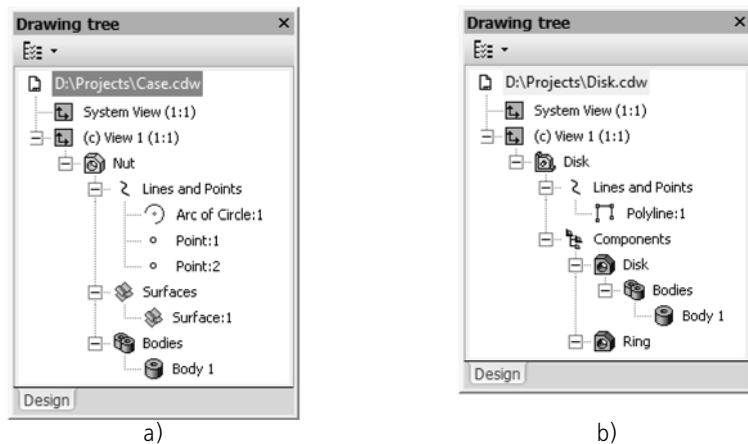 Drawing tree
D:\Projects\Case.cdw
System View (1:1)
(c) View 1 (1:1)
Nut
Lines and Points
Arc of Circle:1
Point:1
Point:2
Surfaces
Surface:1
Bodies
Body 1
Design
a)
Drawing tree
D:\Projects\Disk.cdw
System View (1:1)
(c) View 1 (1:1)
Disk
Lines and Points
Polyline:1
Components
Disk
Bodies
Body 1
Ring
Design
b)